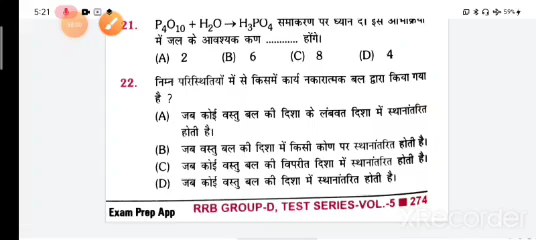 5:21
59%
21. P4O10 + H2O → H3PO4 समीकरण पर ध्यान दें। इस अभिक्रिया
में जल के आवश्यक कण ............ होंगे।
(A) 2 (B) 6 (C) 8 (D) 4
22. निम्न परिस्थितियों में से किसमें कार्य नकारात्मक बल द्वारा किया गया
है ?
(A) जब कोई वस्तु बल की दिशा के लंबवत दिशा में स्थानांतरित
होती है।
(B) जब वस्तु बल की दिशा में किसी कोण पर स्थानांतरित होती है।
(C) जब कोई वस्तु बल की विपरीत दिशा में स्थानांतरित होती है।
(D) जब कोई वस्तु बल की दिशा में स्थानांतरित होती है।
Exam Prep App RRB GROUP-D, TEST SERIES-VOL.-5 ■ 274
XRecorder